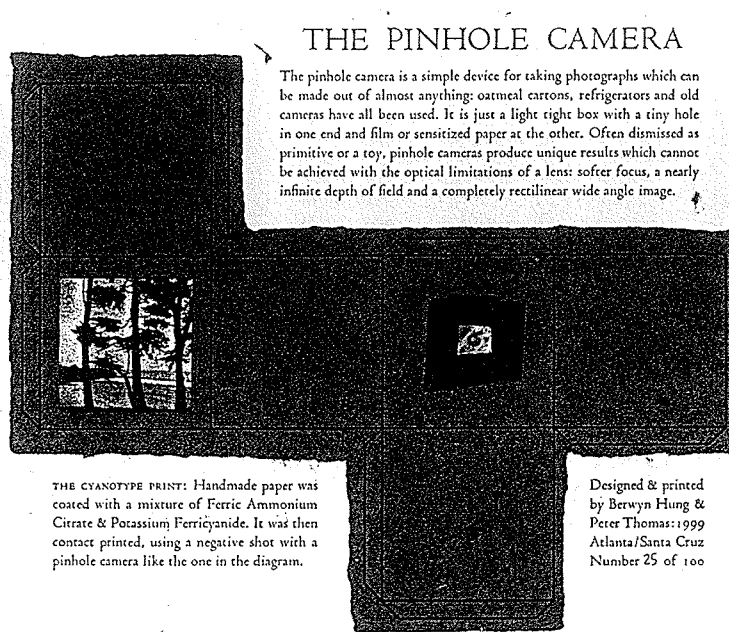 THE PINHOLE CAMERA
The pinhole camera is a simple device for taking photographs which can
be made out of almost anything: oatmeal cartons, refrigerators and old
cameras have all been used. It is just a light tight box with a tiny hole
in one end and film or sensitized paper at the other. Often dismissed as
primitive or a toy, pinhole cameras produce unique results which cannot
be achieved with the optical limitations of a lens: softer focus, a nearly
infinite depth of field and a completely rectilinear wide angle image.
THE CYANOTYPE PRINT: Handmade paper was
coated with a mixture of Ferric Ammonium
Citrate & Potassium Ferricyanide. It was then
contact printed, using a negative shot with a
pinhole camera like the one in the diagram.
Designed & printed
by Berwyn Hung &
Peter Thomas: 1999
Atlanta/Santa Cruz
Number 25 of 100